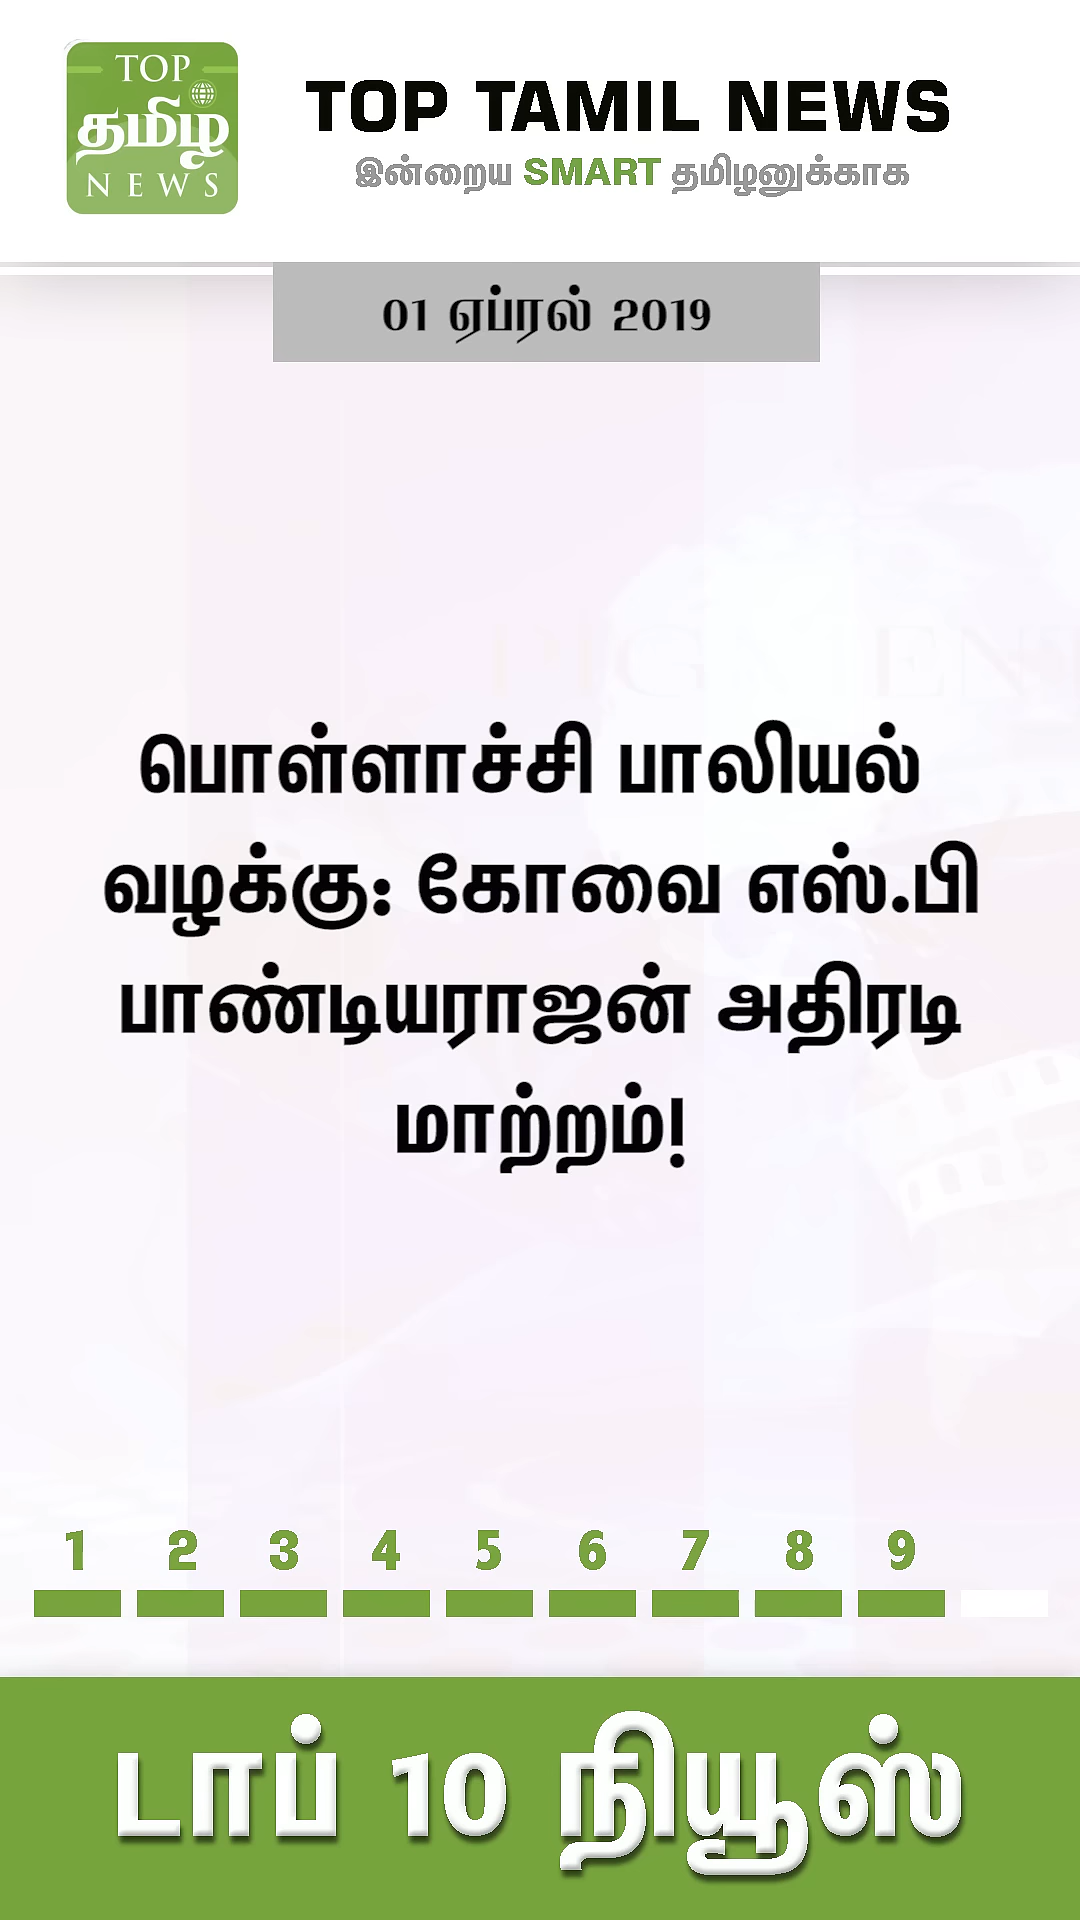 TOP
தமிழ்
NEWS
TOP TAMIL NEWS
இன்றைய SMART தமிழனுக்காக
01 ஏப்ரல் 2019
பொள்ளாச்சி பாலியல்
வழக்கு: கோவை எஸ்.பி
பாண்டியராஜன் அதிரடி
மாற்றம்!
1 2 3 4 5 6 7 8 9
டாப் 10 நியூஸ்